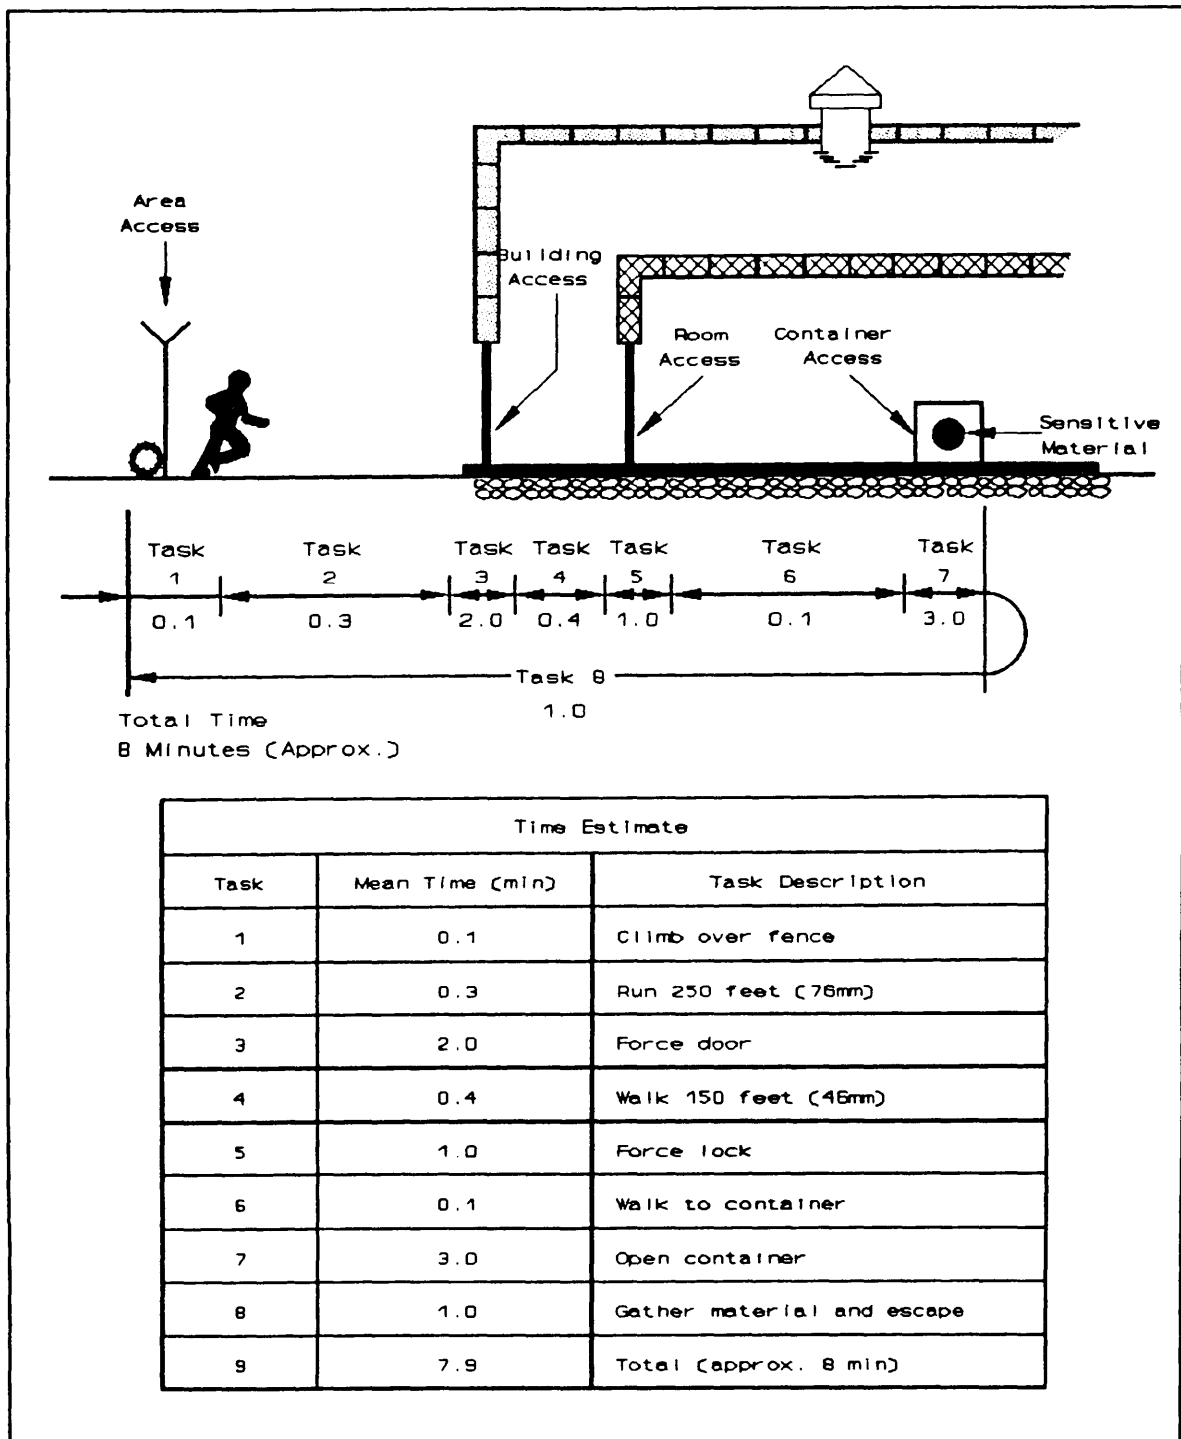 Area
Access
Building
Access
Room
Access
Container
Access
Sensitive
Material
Task Task Task Task Task Task Task
1 2 3 4 5 6 7
0.1 0.3 2.0 0.4 1.0 0.1 3.0
Task 8
1.0
Total Time
8 Minutes (Approx.)
Time Estimate
Task Mean Time (min) Task Description
1 0.1 Climb over fence
2 0.3 Run 250 feet (76mm)
3 2.0 Force door
4 0.4 Walk 150 feet (46mm)
5 1.0 Force lock
6 0.1 Walk to container
7 3.0 Open container
8 1.0 Gather material and escape
9 7.9 Total (approx. 8 min)